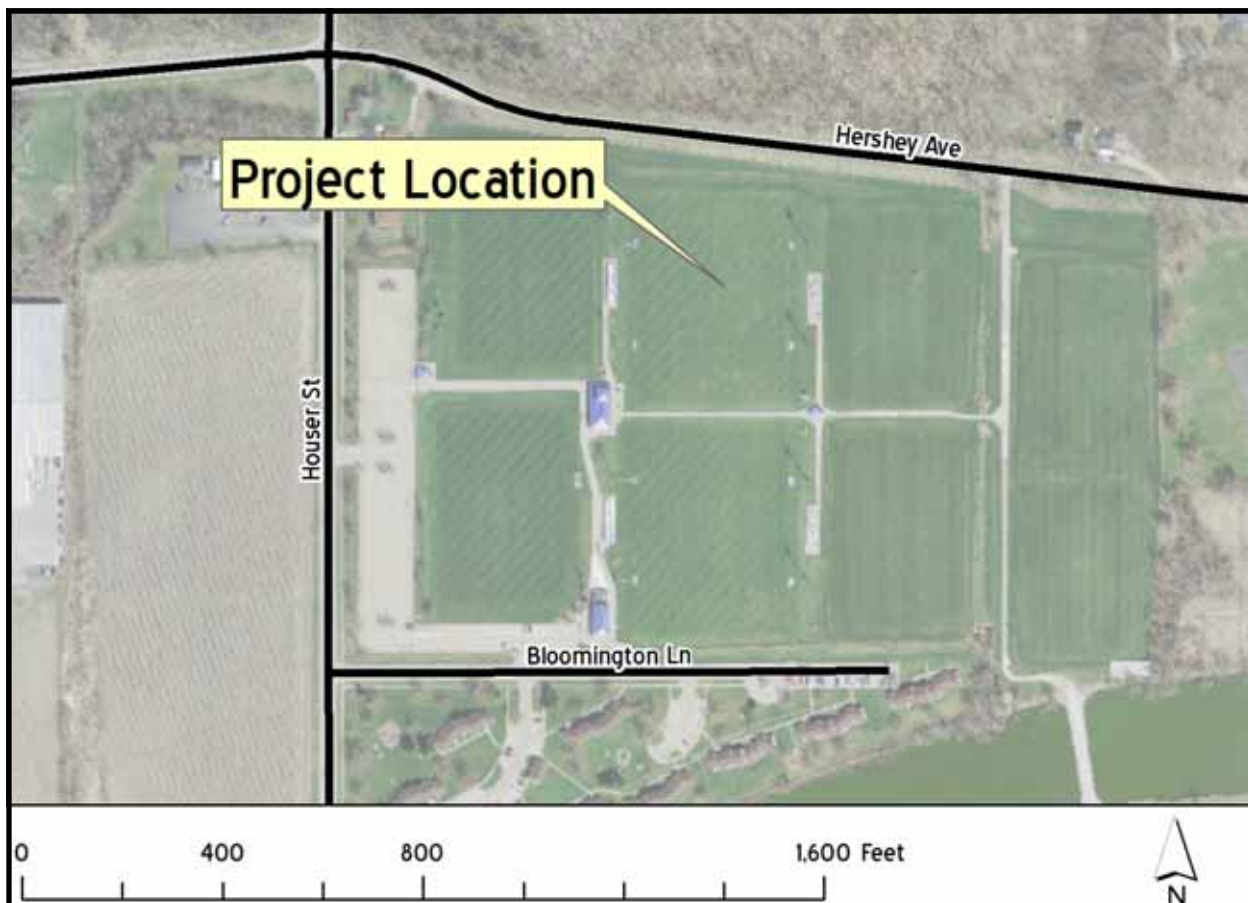 Hershey Ave
Project Location
Houser St
Bloomington Ln
0 400 800 1,600 Feet
N